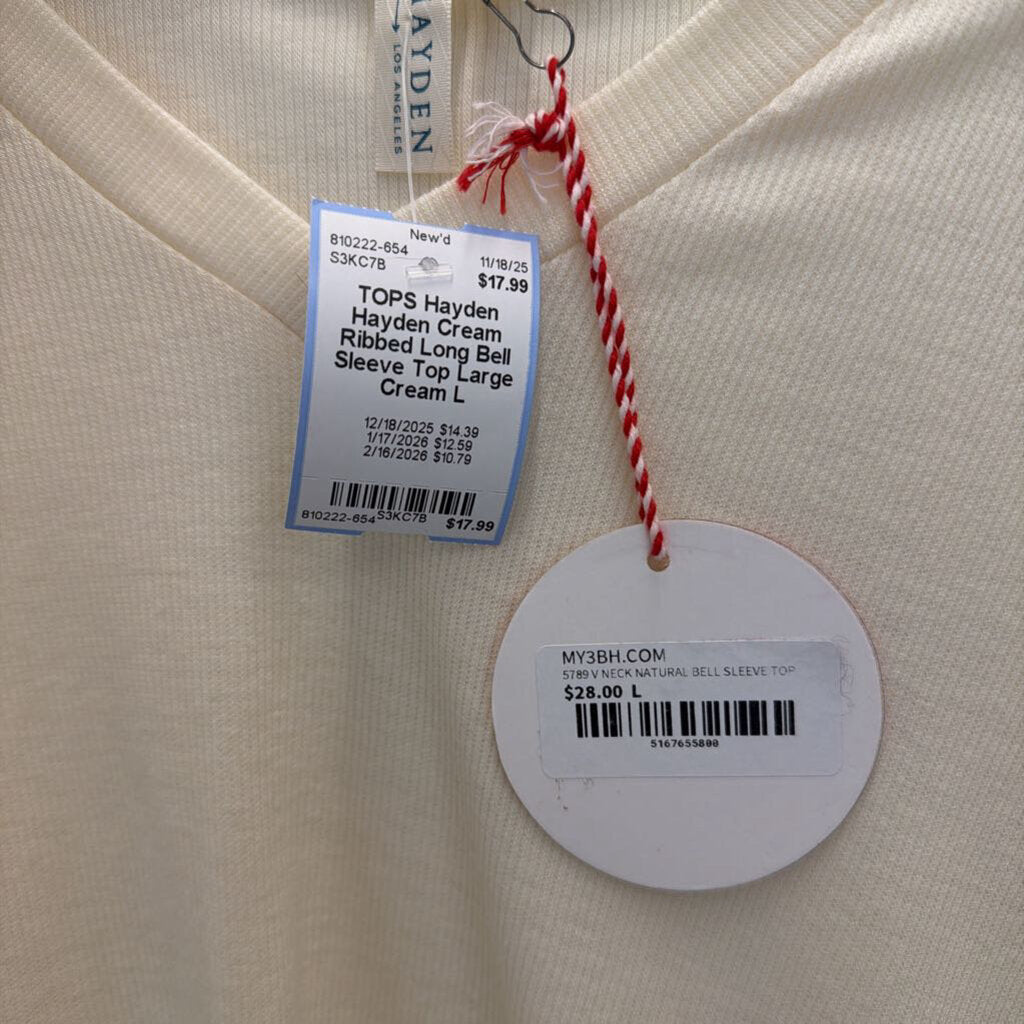 HAYDEN
LOS ANGELES
New'd
810222-654
S3KC7B
11/18/25
$17.99
TOPS Hayden
Hayden Cream
Ribbed Long Bell
Sleeve Top Large
Cream L
12/18/2025 $14.39
1/17/2026 $12.59
2/16/2026 $10.79
810222-654 S3KC7B $17.99
MY3BH.COM
5789 V NECK NATURAL BELL SLEEVE TOP
$28.00 L
5167655800